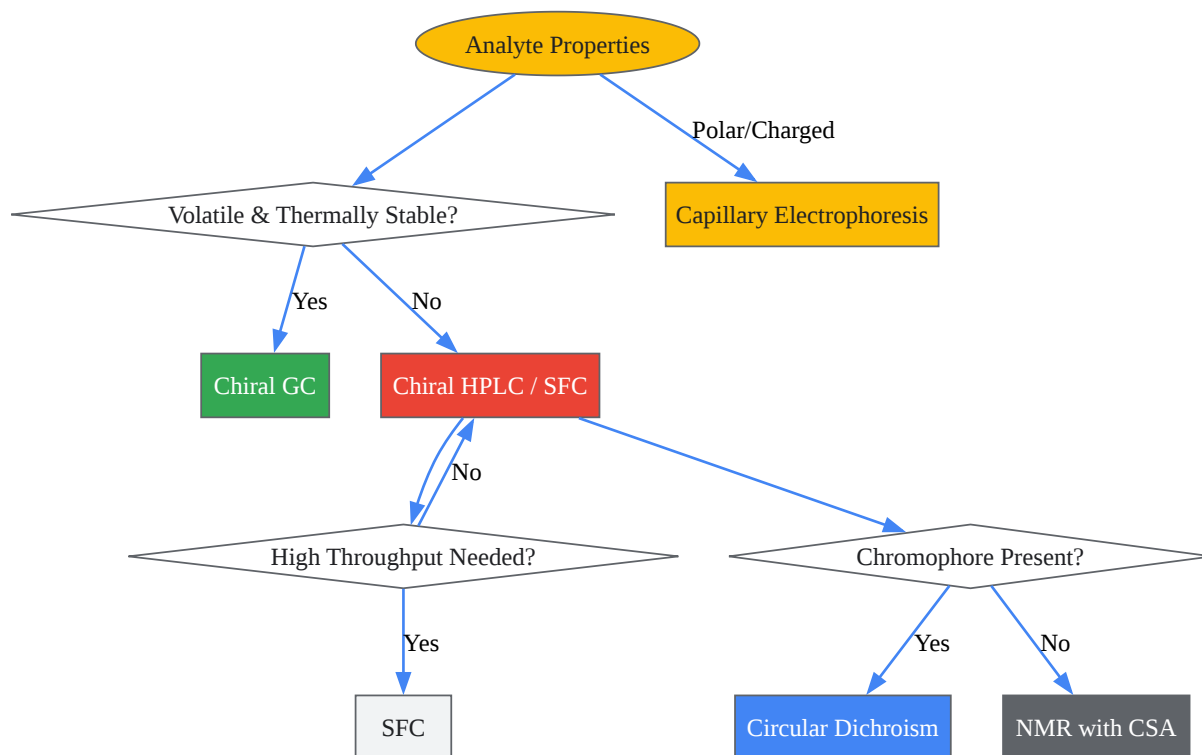 Analyte Properties
Polar/Charged
Volatile & Thermally Stable?
Capillary Electrophoresis
Yes
No
Chiral GC
Chiral HPLC / SFC
No
High Throughput Needed?
Chromophore Present?
Yes
Yes
No
SFC
Circular Dichroism
NMR with CSA